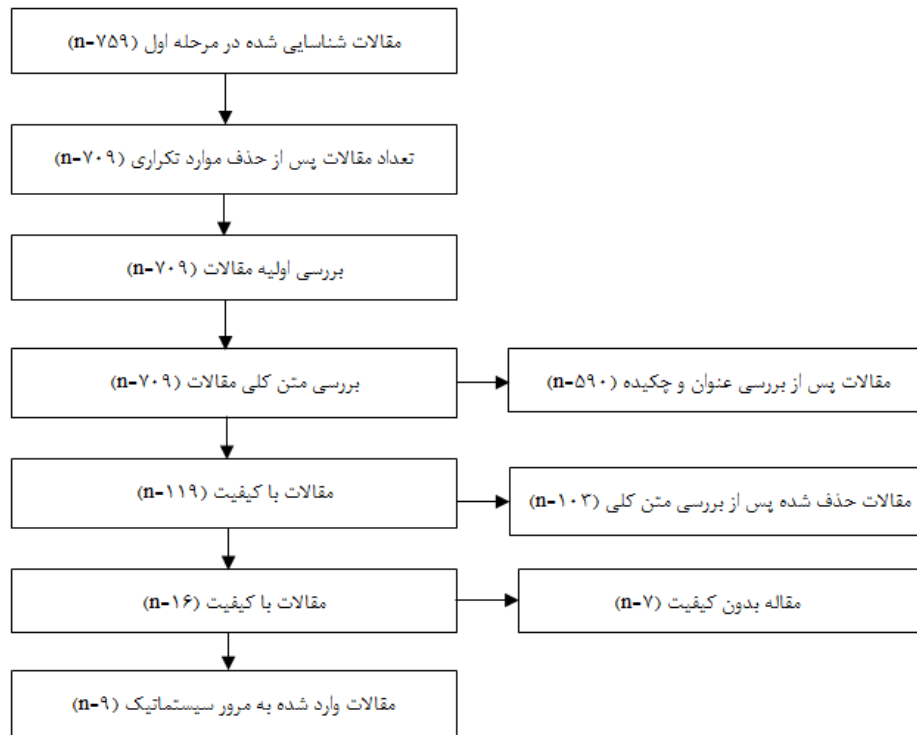 مقالات شناسایی شده در مرحله اول (n-۷۵۹)
تعداد مقالات پس از حذف موارد تکراری (n-۷۰۹)
بررسی اولیه مقالات (n-۷۰۹)
بررسی متن کلی مقالات (n-۷۰۹)
مقالات پس از بررسی عنوان و چکیده (n-۵۹۰)
مقالات با کیفیت (n-۱۱۹)
مقالات حذف شده پس از بررسی متن کلی (n-۱۰۳)
مقالات با کیفیت (n-۱۶)
مقاله بدون کیفیت (n-۷)
مقالات وارد شده به مرور سیستماتیک (n-۹)